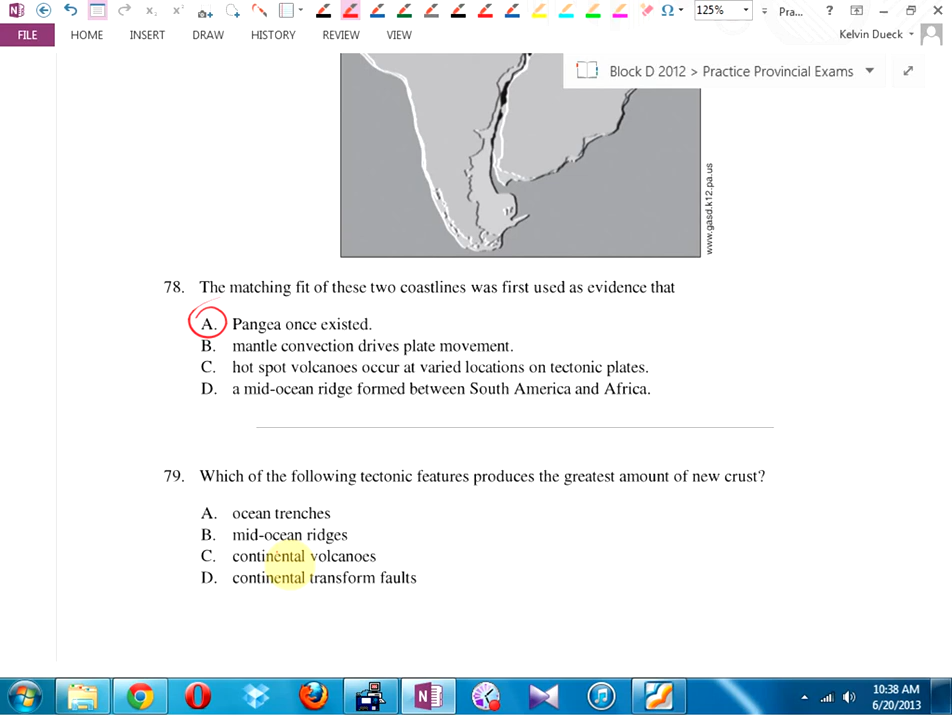 125%
Pra...
?
FILE
HOME
INSERT
DRAW
HISTORY
REVIEW
VIEW
Kelvin Dueck
Block D 2012 > Practice Provincial Exams
www.gasd.k12.pa.us
78. The matching fit of these two coastlines was first used as evidence that
A. Pangea once existed.
B. mantle convection drives plate movement.
C. hot spot volcanoes occur at varied locations on tectonic plates.
D. a mid-ocean ridge formed between South America and Africa.
79. Which of the following tectonic features produces the greatest amount of new crust?
A. ocean trenches
B. mid-ocean ridges
C. continental volcanoes
D. continental transform faults
10:38 AM
6/20/2013